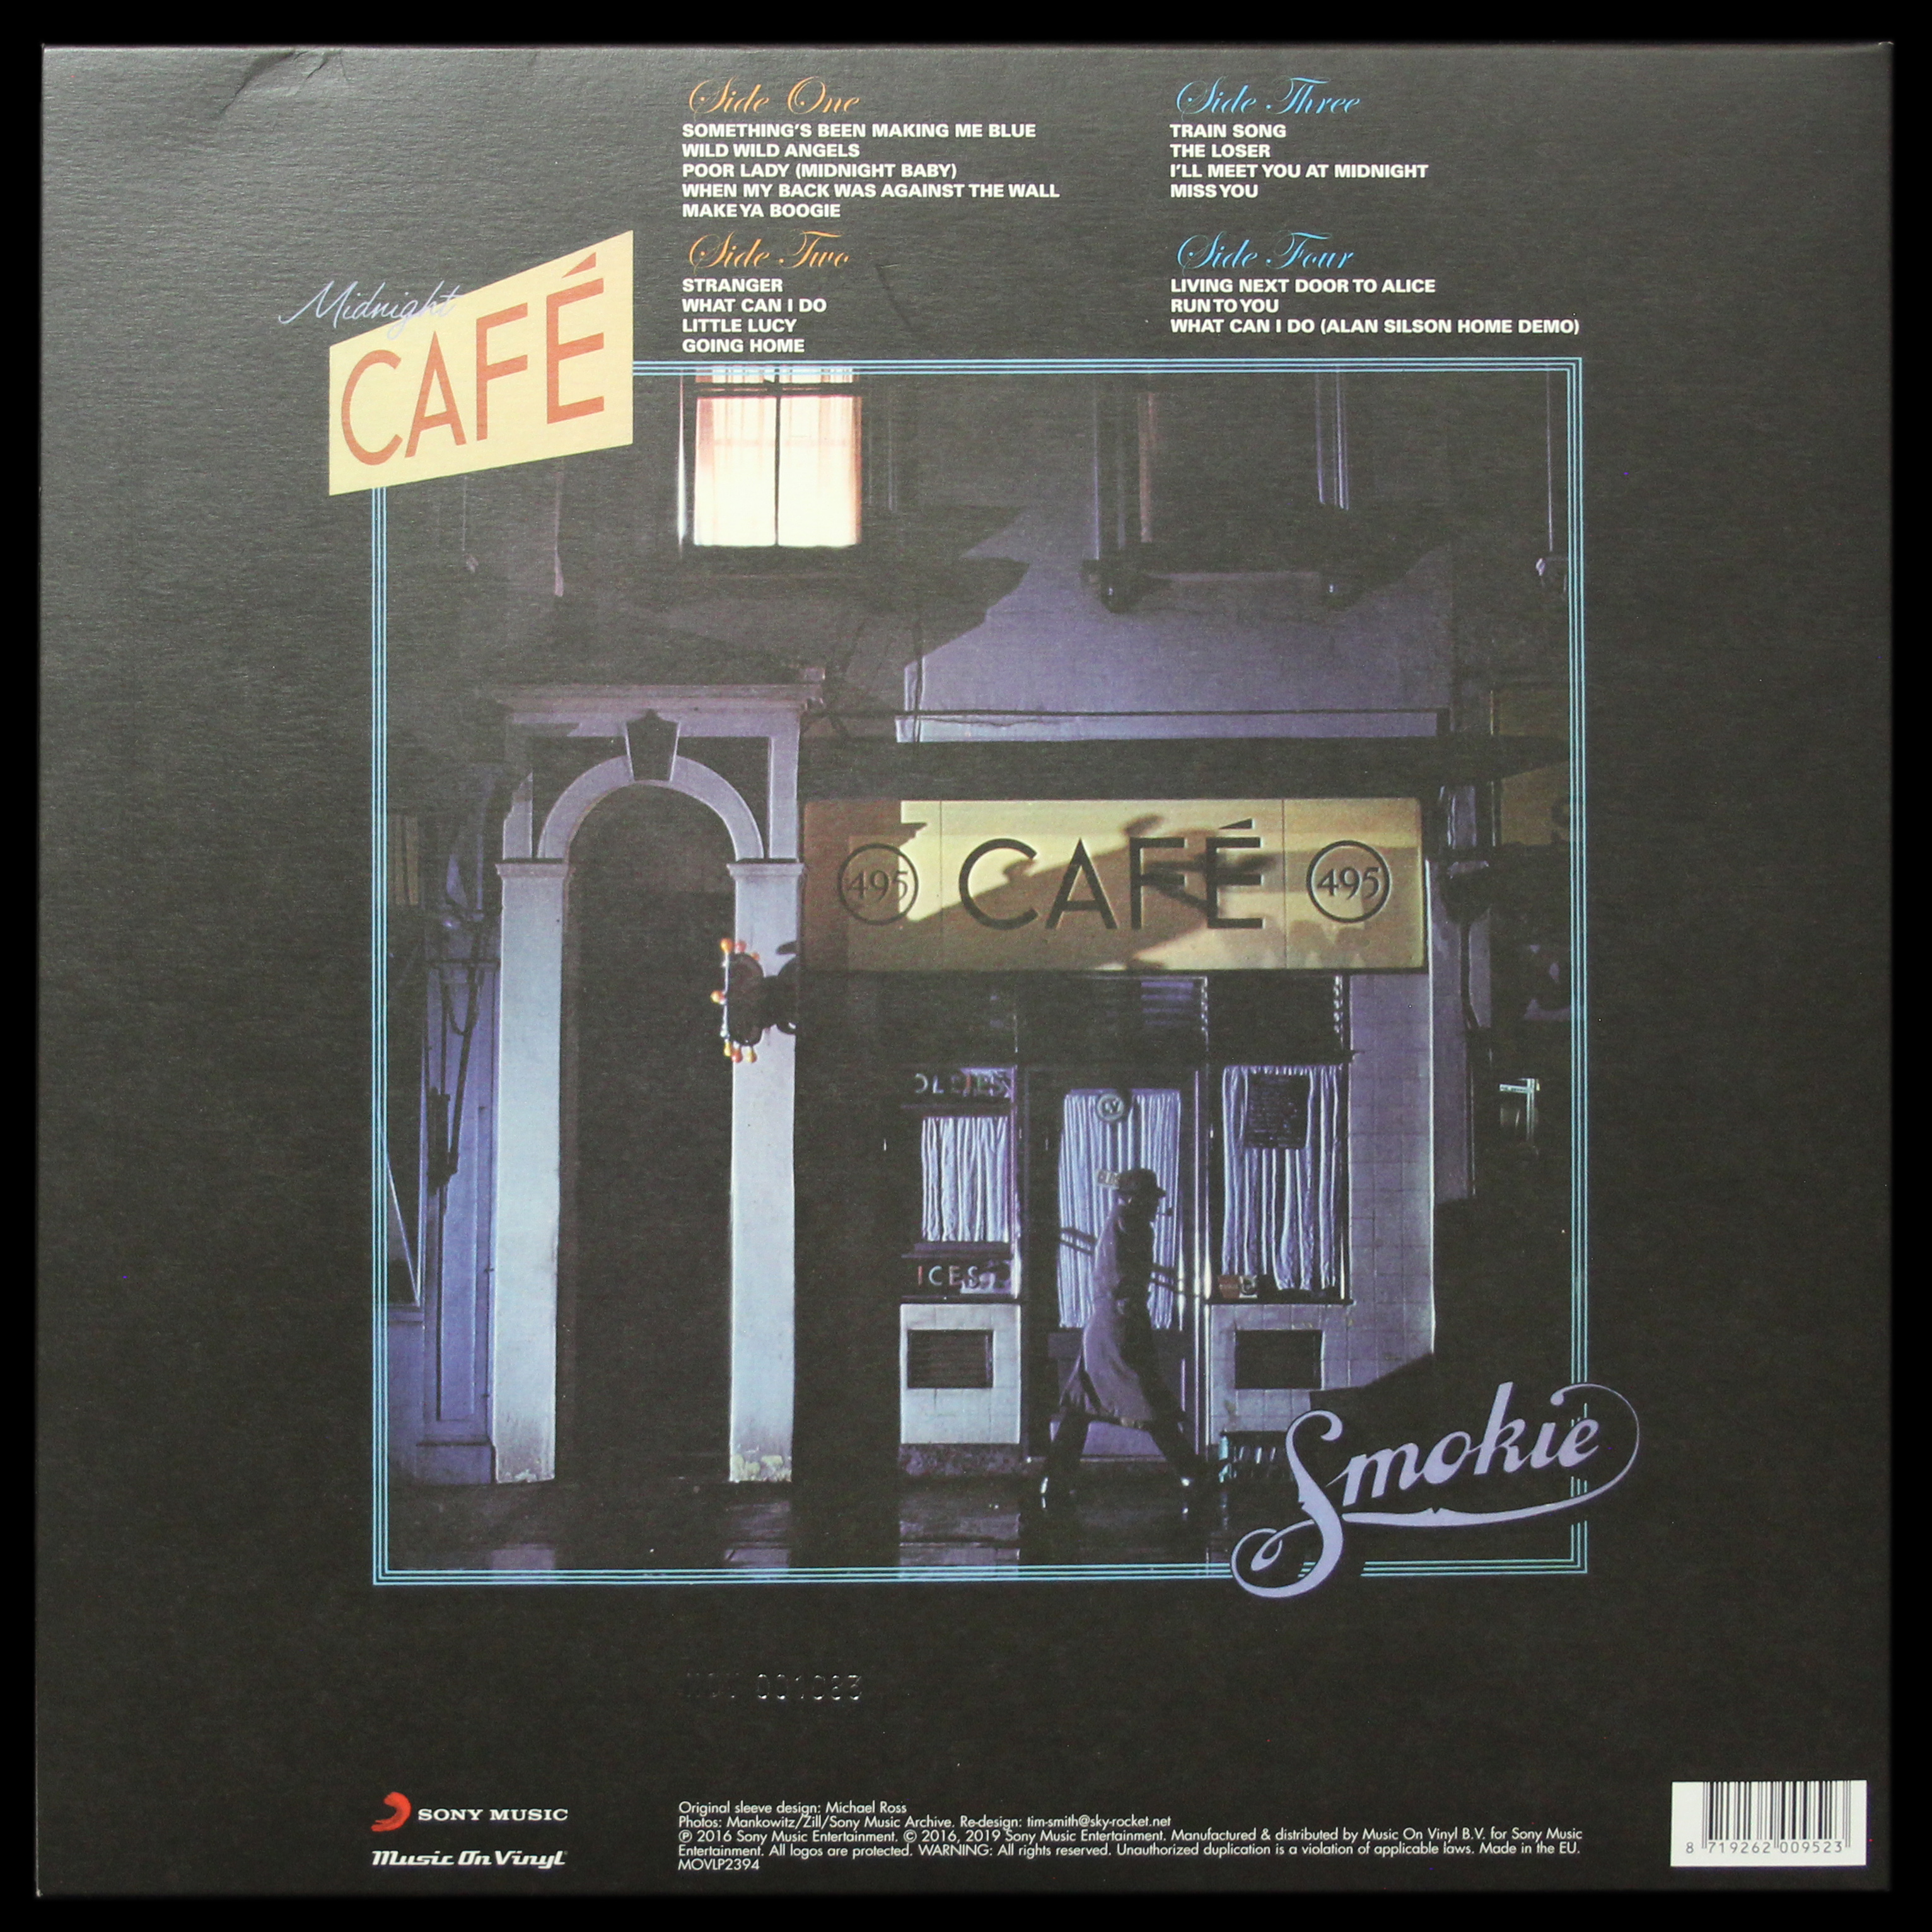 Side One
SOMETHING'S BEEN MAKING ME BLUE
WILD WILD ANGELS
POOR LADY (MIDNIGHT BABY)
WHEN MY BACK WAS AGAINST THE WALL
MAKE YA BOOGIE
Side Two
STRANGER
WHAT CAN I DO
LITTLE LUCY
GOING HOME
Side Three
TRAIN SONG
THE LOSER
I'LL MEET YOU AT MIDNIGHT
MISS YOU
Side Four
LIVING NEXT DOOR TO ALICE
RUN TO YOU
WHAT CAN I DO (ALAN SILSON HOME DEMO)
Midnight
CAFÉ
495 CAFÉ 495
ICES
Smokie
001083
SONY MUSIC
Music On Vinyl
Original sleeve design: Michael Ross
Photos: Mankowitz/Zill/Sony Music Archive. Re-design: tim-smith@sky-rocket.net
℗ 2016 Sony Music Entertainment. © 2016, 2019 Sony Music Entertainment. Manufactured & distributed by Music On Vinyl B.V. for Sony Music
Entertainment. All logos are protected. WARNING: All rights reserved. Unauthorized duplication is a violation of applicable laws. Made in the EU.
MOVLP2394
8 719262 009523